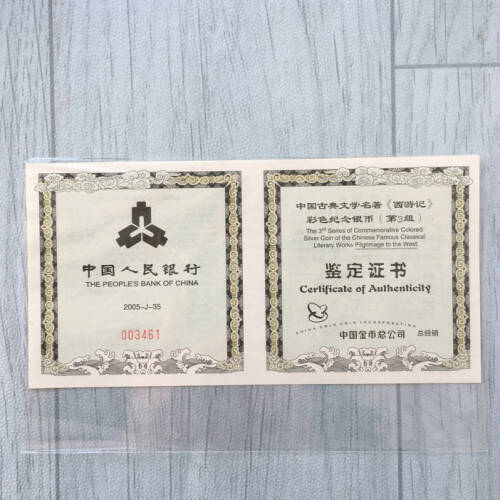 中国人民银行
THE PEOPLE'S BANK OF CHINA
2005-J-35
003461
中国古典文学名著《西游记》
彩色纪念银币（第3组）
The 3rd Series of Commemorative Colored
Silver Coin of the Chinese Famous Classical
Literary Works Pilgrimage to the West
鉴定证书
Certificate of Authenticity
CHINA GOLD COIN INCORPORATION
中国金币总公司 总经销